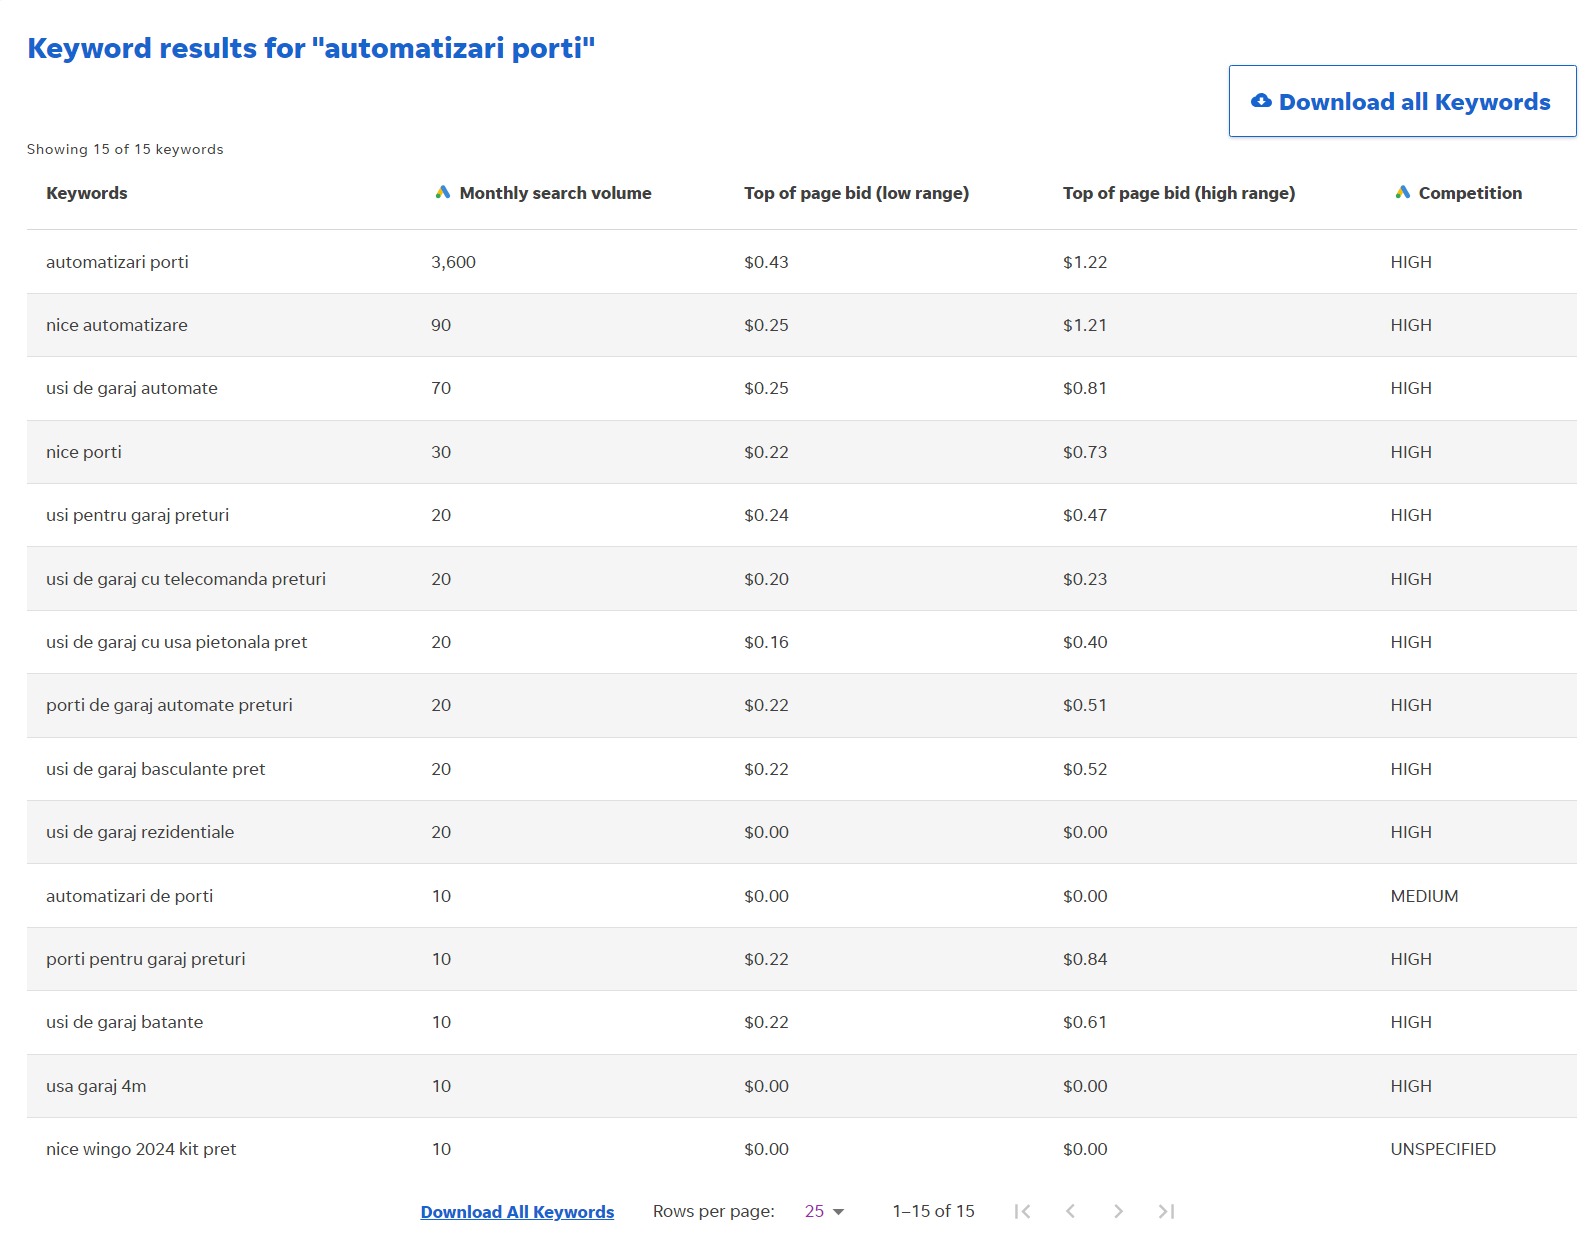 Keyword results for "automatizari porti"
Download all Keywords
Showing 15 of 15 keywords
Keywords Monthly search volume Top of page bid (low range) Top of page bid (high range) Competition
automatizari porti 3,600 $0.43 $1.22 HIGH
nice automatizare 90 $0.25 $1.21 HIGH
usi de garaj automate 70 $0.25 $0.81 HIGH
nice porti 30 $0.22 $0.73 HIGH
usi pentru garaj preturi 20 $0.24 $0.47 HIGH
usi de garaj cu telecomanda preturi 20 $0.20 $0.23 HIGH
usi de garaj cu usa pietonala pret 20 $0.16 $0.40 HIGH
porti de garaj automate preturi 20 $0.22 $0.51 HIGH
usi de garaj basculante pret 20 $0.22 $0.52 HIGH
usi de garaj rezidentiale 20 $0.00 $0.00 HIGH
automatizari de porti 10 $0.00 $0.00 MEDIUM
porti pentru garaj preturi 10 $0.22 $0.84 HIGH
usi de garaj batante 10 $0.22 $0.61 HIGH
usa garaj 4m 10 $0.00 $0.00 HIGH
nice wingo 2024 kit pret 10 $0.00 $0.00 UNSPECIFIED
Download All Keywords Rows per page: 25 1–15 of 15